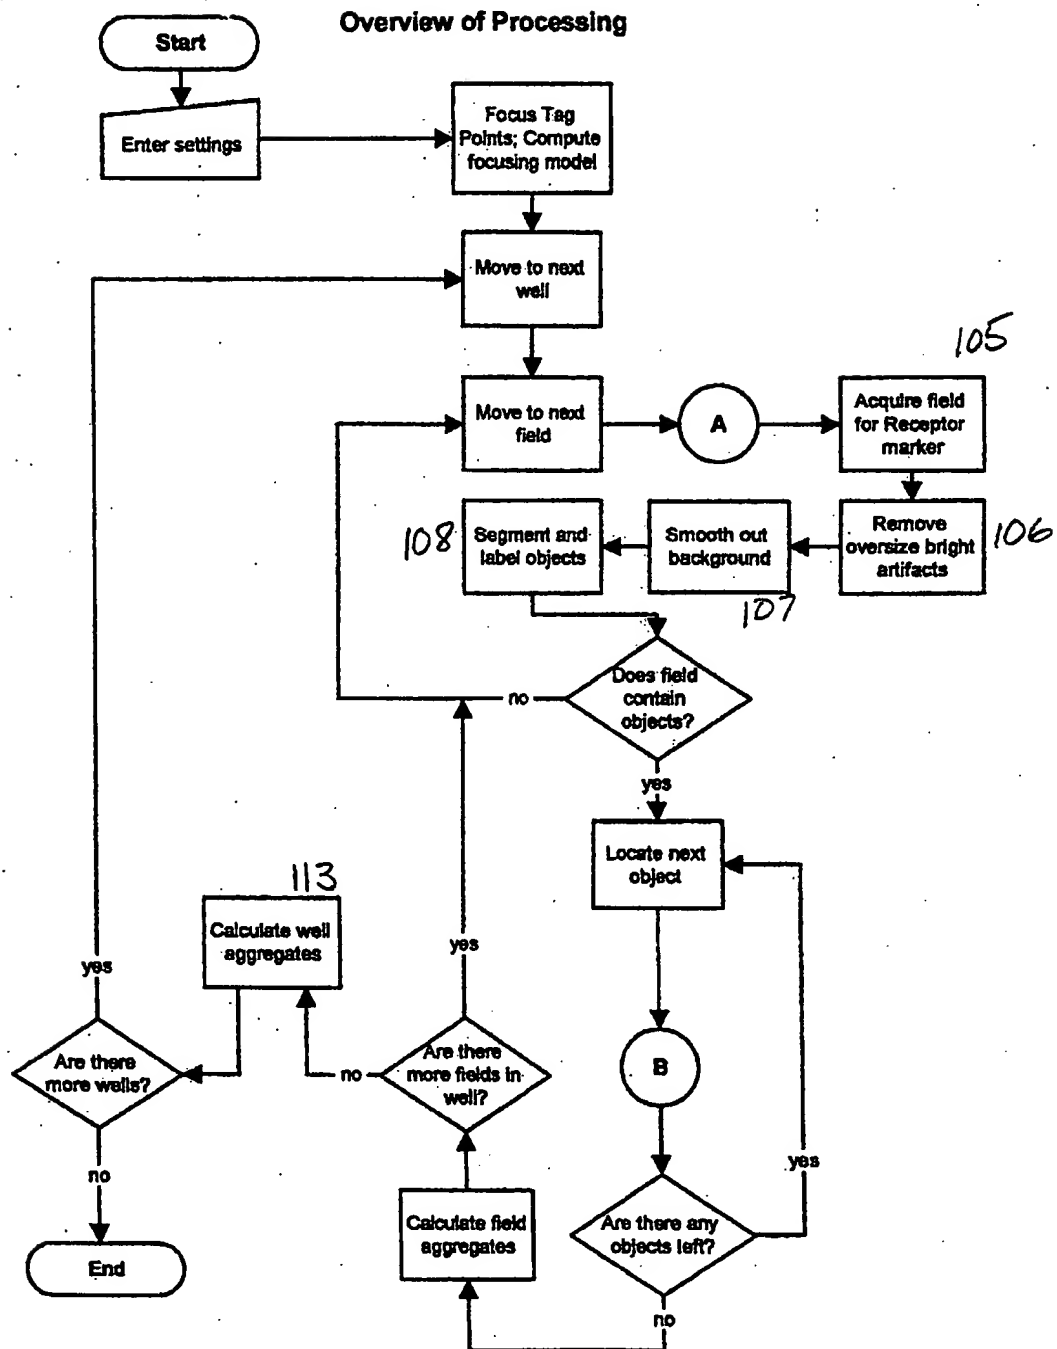 Overview of Processing
Start
Enter settings
Focus Tag
Points; Compute
focusing model
Move to next
well
105
Move to next
field
A
Acquire field
for Receptor
marker
108
Segment and
label objects
Smooth out
background
107
Remove
oversize bright
artifacts
106
Does field
contain
objects?
no
yes
Locate next
object
113
Calculate well
aggregates
yes
yes
Are there
more wells?
no
Are there
more fields in
well?
B
yes
no
End
Calculate field
aggregates
Are there any
objects left?
no